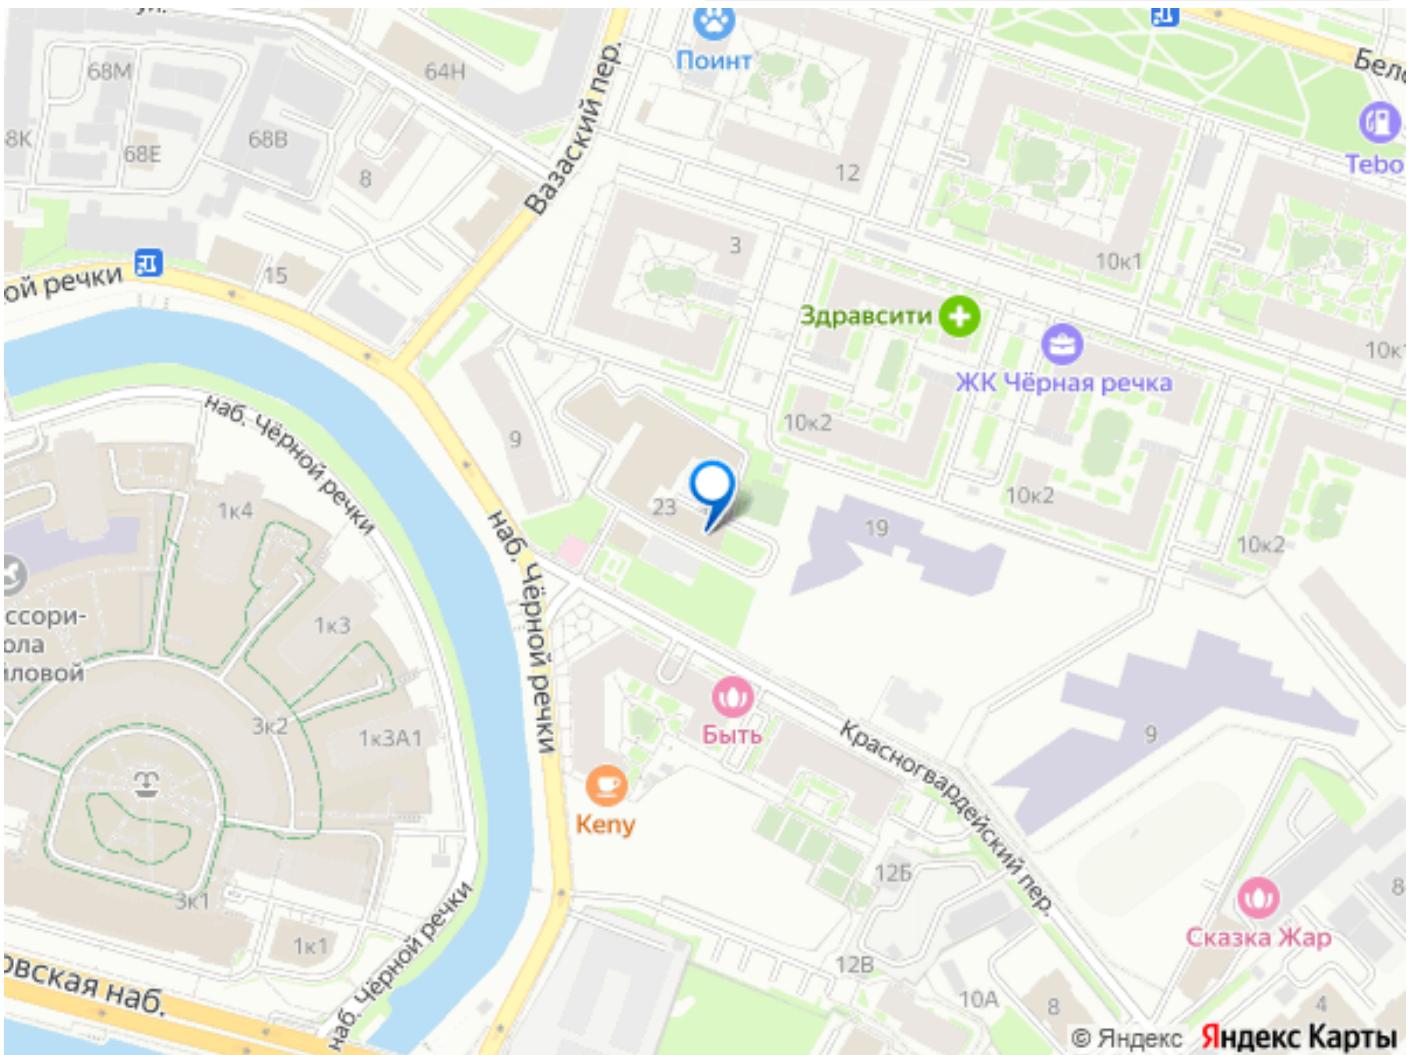 ул.
68М
64Н
Вазаский пер.
Поинт
Бело
8К
68Е
68В
8
12
Tebo
ой речки
15
3
10к1
Здравсити
ЖК Чёрная речка
10к
наб. Чёрной речки
9
10к2
1к4
23
наб. Чёрной речки
19
10к2
10к2
ссори-
ола
иловой
1к3
3к2
1к3А1
Быть
Красногвардейский пер.
9
Keny
3к1
1к1
наб. Чёрной речки
12Б
12В
10А
8
Сказка Жар
8
4
овская наб.
© Яндекс Яндекс Карты